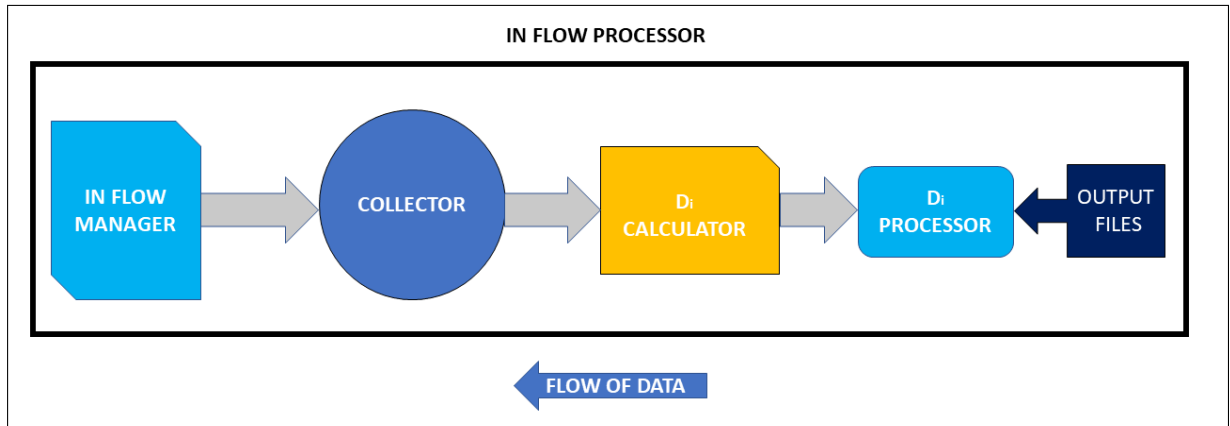 IN FLOW PROCESSOR
IN FLOW
MANAGER
COLLECTOR
Di
CALCULATOR
Di
PROCESSOR
OUTPUT
FILES
FLOW OF DATA